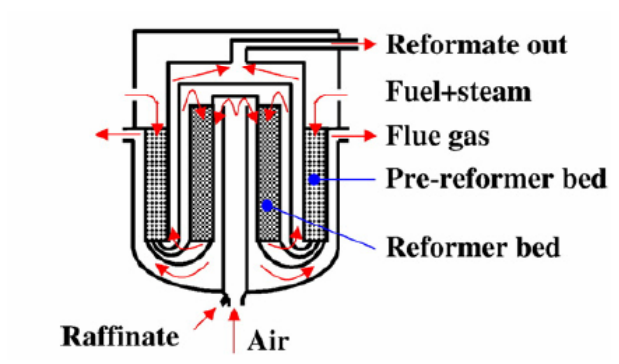 Reformate out
Fuel+steam
Flue gas
Pre-reformer bed
Reformer bed
Raffinate
Air